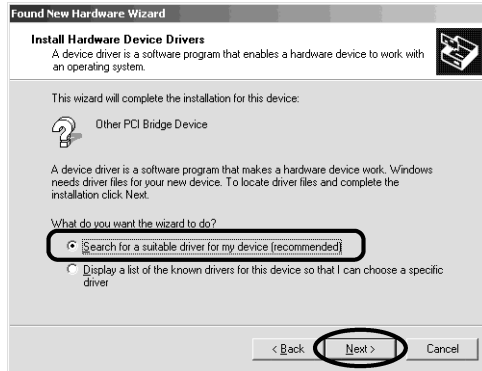 Found New Hardware Wizard
Install Hardware Device Drivers
A device driver is a software program that enables a hardware device to work with
an operating system.
This wizard will complete the installation for this device:
Other PCI Bridge Device
A device driver is a software program that makes a hardware device work. Windows
needs driver files for your new device. To locate driver files and complete the
installation click Next.
What do you want the wizard to do?
Search for a suitable driver for my device (recommended)
Display a list of the known drivers for this device so that I can choose a specific
driver
< Back Next > Cancel